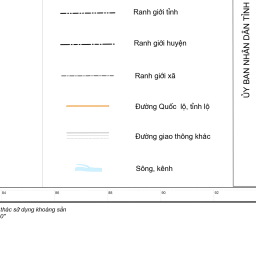 Ranh giới tỉnh
Ranh giới huyện
Ranh giới xã
Đường Quốc lộ, tỉnh lộ
Đường giao thông khác
Sông, kênh
ỦY BAN NHÂN DÂN TỈNH
thác sử dụng khoáng sản